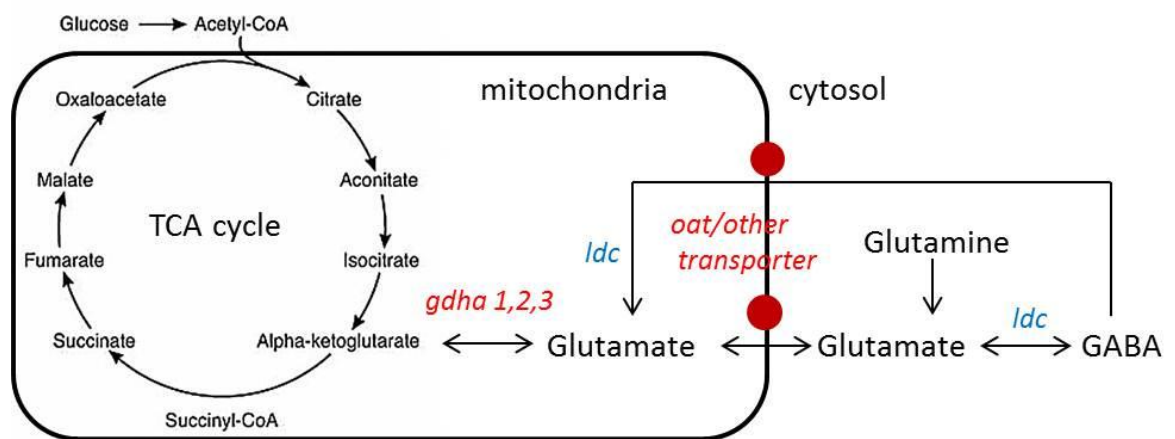 Glucose Acetyl-CoA
Oxaloacetate
Citrate
mitochondria
cytosol
Malate
Aconitate
TCA cycle
oat/other
transporter
ldc
Glutamine
Fumarate
Isocitrate
gdha 1,2,3
ldc
Succinate
Alpha-ketoglutarate
Glutamate
Glutamate
GABA
Succinyl-CoA